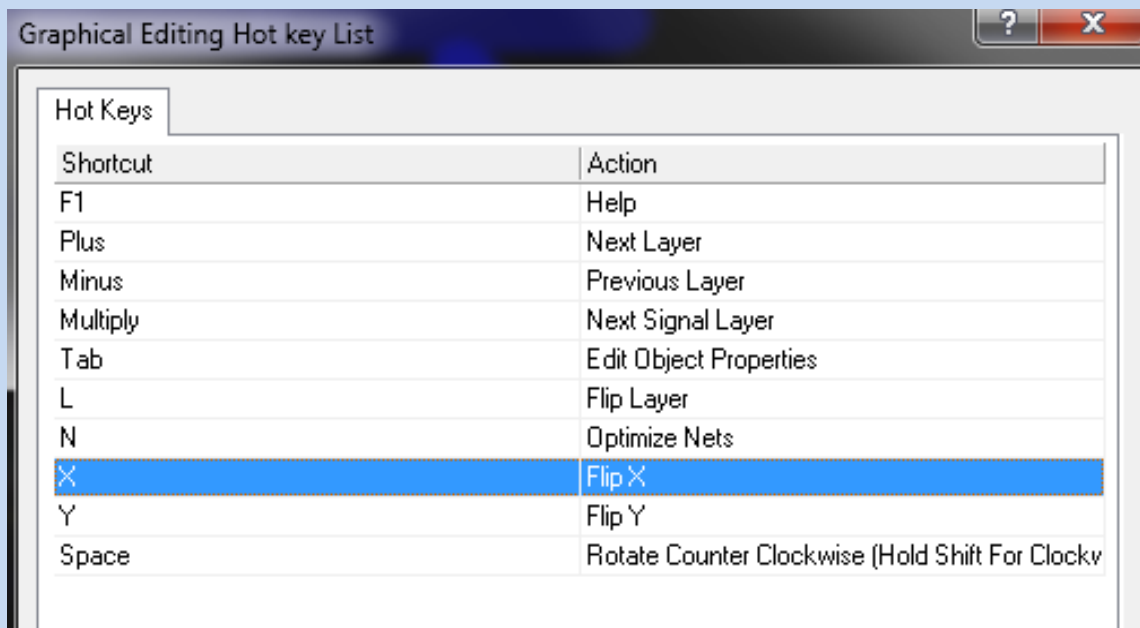 Graphical Editing Hot key List
?
X
Hot Keys
Shortcut Action
F1 Help
Plus Next Layer
Minus Previous Layer
Multiply Next Signal Layer
Tab Edit Object Properties
L Flip Layer
N Optimize Nets
X Flip X
Y Flip Y
Space Rotate Counter Clockwise (Hold Shift For Clockw